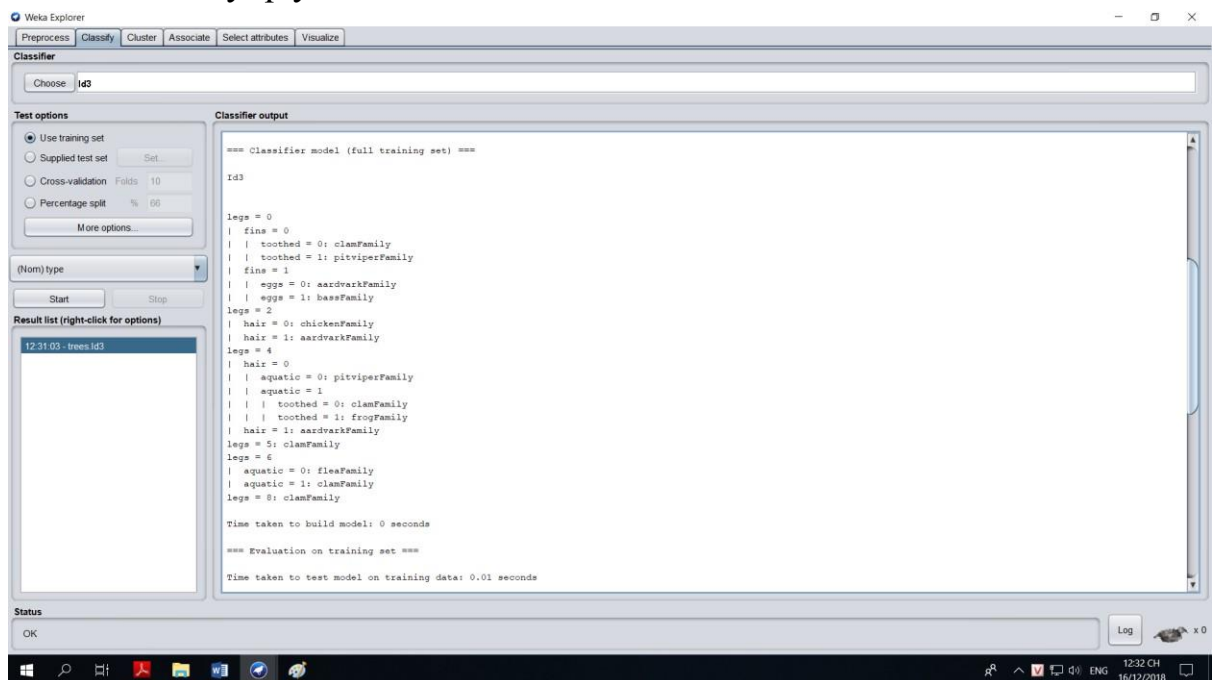 Weka Explorer
Preprocess Classify Cluster Associate Select attributes Visualize
Classifier
Choose Id3
Test options
Use training set
Supplied test set Set...
Cross-validation Folds 10
Percentage split % 66
More options...
(Nom) type
Start Stop
Result list (right-click for options)
12:31:03 - trees.Id3
Classifier output
=== Classifier model (full training set) ===
Id3
legs = 0
| fins = 0
| | toothed = 0: clamFamily
| | toothed = 1: pitviperFamily
| fins = 1
| | eggs = 0: aardvarkFamily
| | eggs = 1: bassFamily
legs = 2
| hair = 0: chickenFamily
| hair = 1: aardvarkFamily
legs = 4
| hair = 0
| | aquatic = 0: pitviperFamily
| | aquatic = 1
| | | toothed = 0: clamFamily
| | | toothed = 1: frogFamily
| hair = 1: aardvarkFamily
legs = 5: clamFamily
legs = 6
| aquatic = 0: fleaFamily
| aquatic = 1: clamFamily
legs = 8: clamFamily
Time taken to build model: 0 seconds
=== Evaluation on training set ===
Time taken to test model on training data: 0.01 seconds
Status
OK
Log
x 0
ENG
12:32 CH
16/12/2018